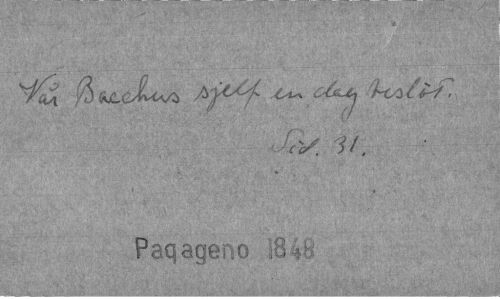 Vår Bacchus sjelf en dag beslöt.
Sid. 31.
Paqageno 1848